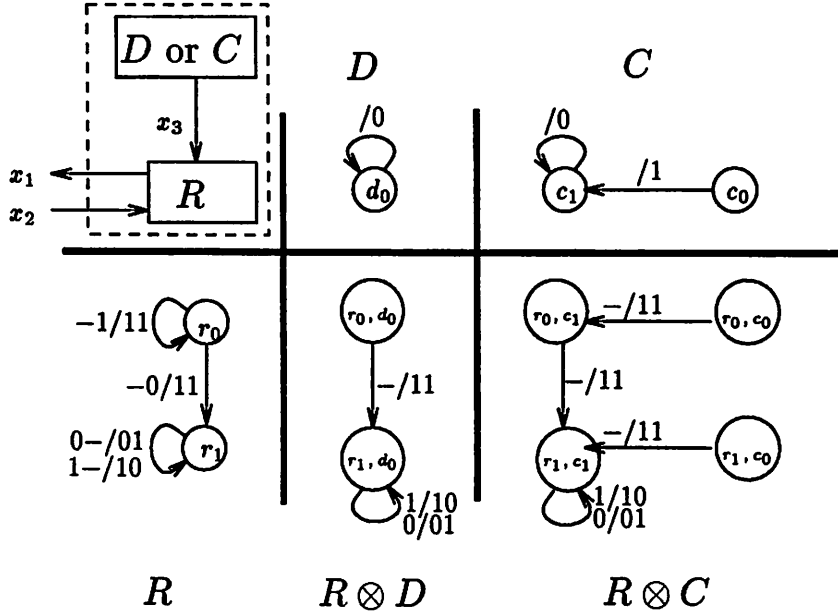 D or C
D
C
x₃
x₁
R
x₂
/0
d₀
/0
c₁
/1
c₀
−1/11
r₀
−0/11
0−/01
1−/10
r₁
r₀, d₀
−/11
r₁, d₀
1/10
0/01
r₀, c₁
−/11
r₀, c₀
−/11
r₁, c₁
−/11
r₁, c₀
1/10
0/01
R
R ⊗ D
R ⊗ C